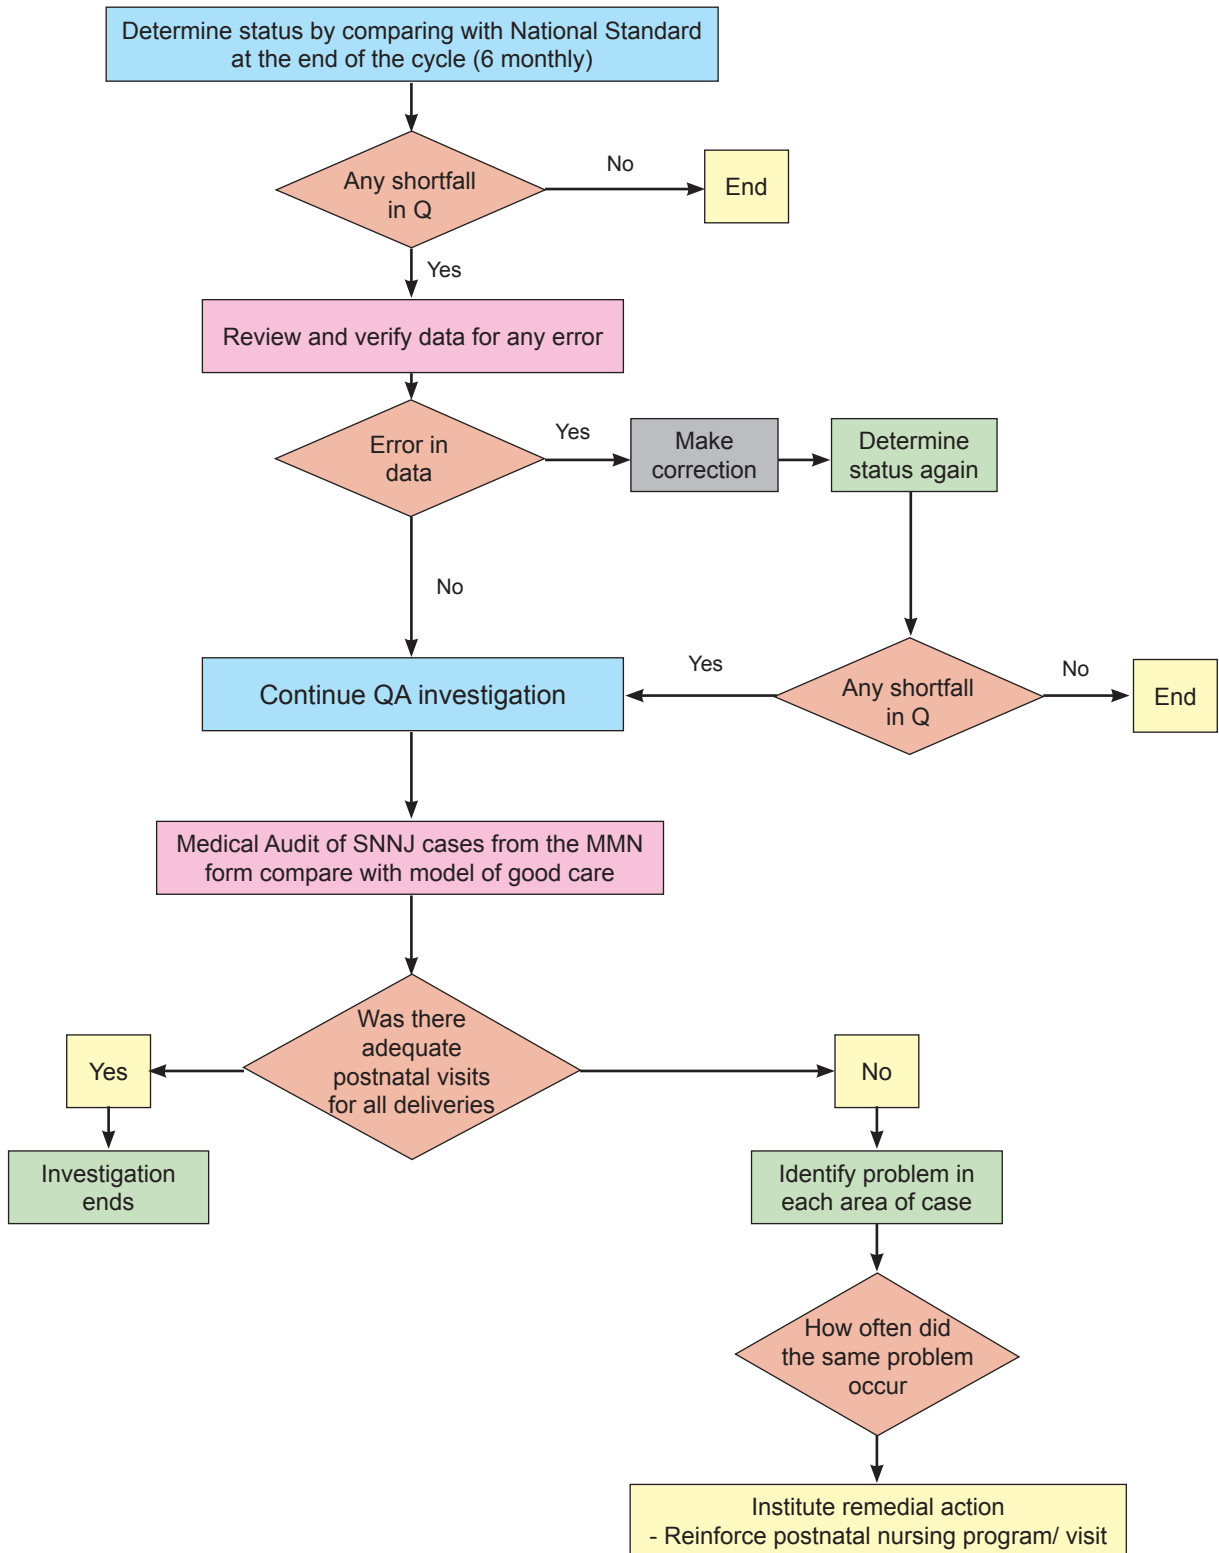 Determine status by comparing with National Standard
at the end of the cycle (6 monthly)
Any shortfall
in Q
No
End
Yes
Review and verify data for any error
Error in
data
Yes
Make
correction
Determine
status again
No
Continue QA investigation
Yes
Any shortfall
in Q
No
End
Medical Audit of SNNJ cases from the MMN
form compare with model of good care
Was there
adequate
postnatal visits
for all deliveries
Yes
No
Investigation
ends
Identify problem in
each area of case
How often did
the same problem
occur
Institute remedial action
- Reinforce postnatal nursing program/ visit